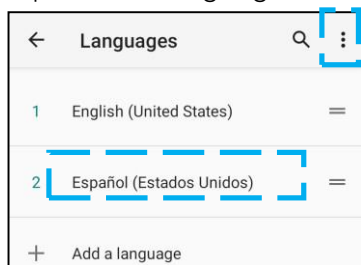 Languages
1 English (United States)
2 Español (Estados Unidos)
Add a language